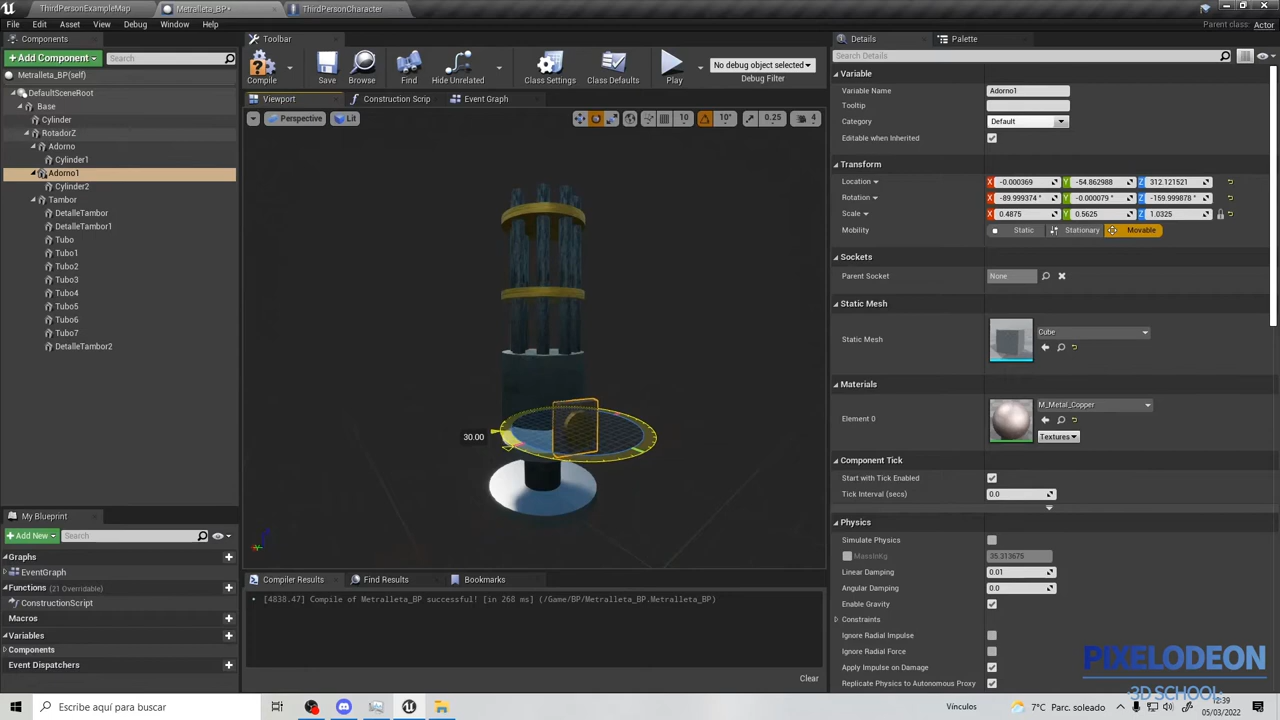 ThirdPersonExampleMap
Metralleta_BP*
ThirdPersonCharacter
File Edit Asset View Debug Window Help
Parent class: Actor
Components
+Add Component
Search
Metralleta_BP(self)
DefaultSceneRoot
Base
Cylinder
RotadorZ
Adorno
Cylinder1
Adorno1
Cylinder2
Tambor
DetalleTambor
DetalleTambor1
Tubo
Tubo1
Tubo2
Tubo3
Tubo4
Tubo5
Tubo6
Tubo7
DetalleTambor2
My Blueprint
+Add New
Search
Graphs
EventGraph
Functions (21 Overridable)
ConstructionScript
Macros
Variables
Components
Event Dispatchers
Toolbar
Compile
Save
Browse
Find
Hide Unrelated
Class Settings
Class Defaults
Play
No debug object selected
Debug Filter
Viewport
Construction Scrip
Event Graph
Perspective
Lit
10
10°
0.25
4
30.00
Compiler Results
Find Results
Bookmarks
[4838.47] Compile of Metralleta_BP successful! [in 268 ms] (/Game/BP/Metralleta_BP.Metralleta_BP)
Clear
Details
Palette
Search Details
Variable
Variable Name Adorno1
Tooltip
Category Default
Editable when Inherited
Transform
Location X -0.000369 Y -54.862988 Z 312.121521
Rotation X -89.999374 ° Y -0.000079 ° Z -159.999878 °
Scale 0.4875 0.5625 1.0325
Mobility Static Stationary Movable
Sockets
Parent Socket None
Static Mesh
Static Mesh Cube
Materials
Element 0 M_Metal_Copper
Textures
Component Tick
Start with Tick Enabled
Tick Interval (secs) 0.0
Physics
Simulate Physics
MassInKg 35.313675
Linear Damping 0.01
Angular Damping 0.0
Enable Gravity
Constraints
Ignore Radial Impulse
Ignore Radial Force
Apply Impulse on Damage
Replicate Physics to Autonomous Proxy
PIXELODEON
3D SCHOOL
Escribe aquí para buscar
Vínculos
7°C Parc. soleado
12:39
05/03/2022